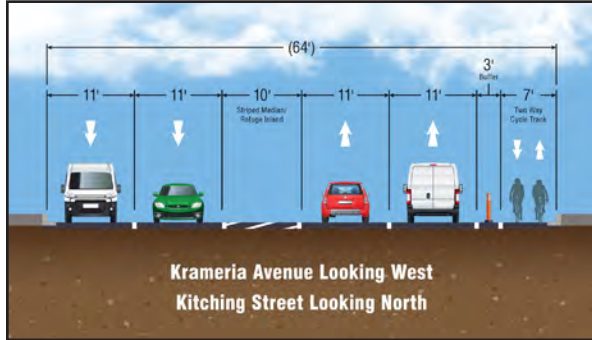 (64')
11' 11' 10' 11' 11' 3' 7'
Buffer
Striped Median/
Refuge Island
Two Way
Cycle Track
Krameria Avenue Looking West
Kitching Street Looking North